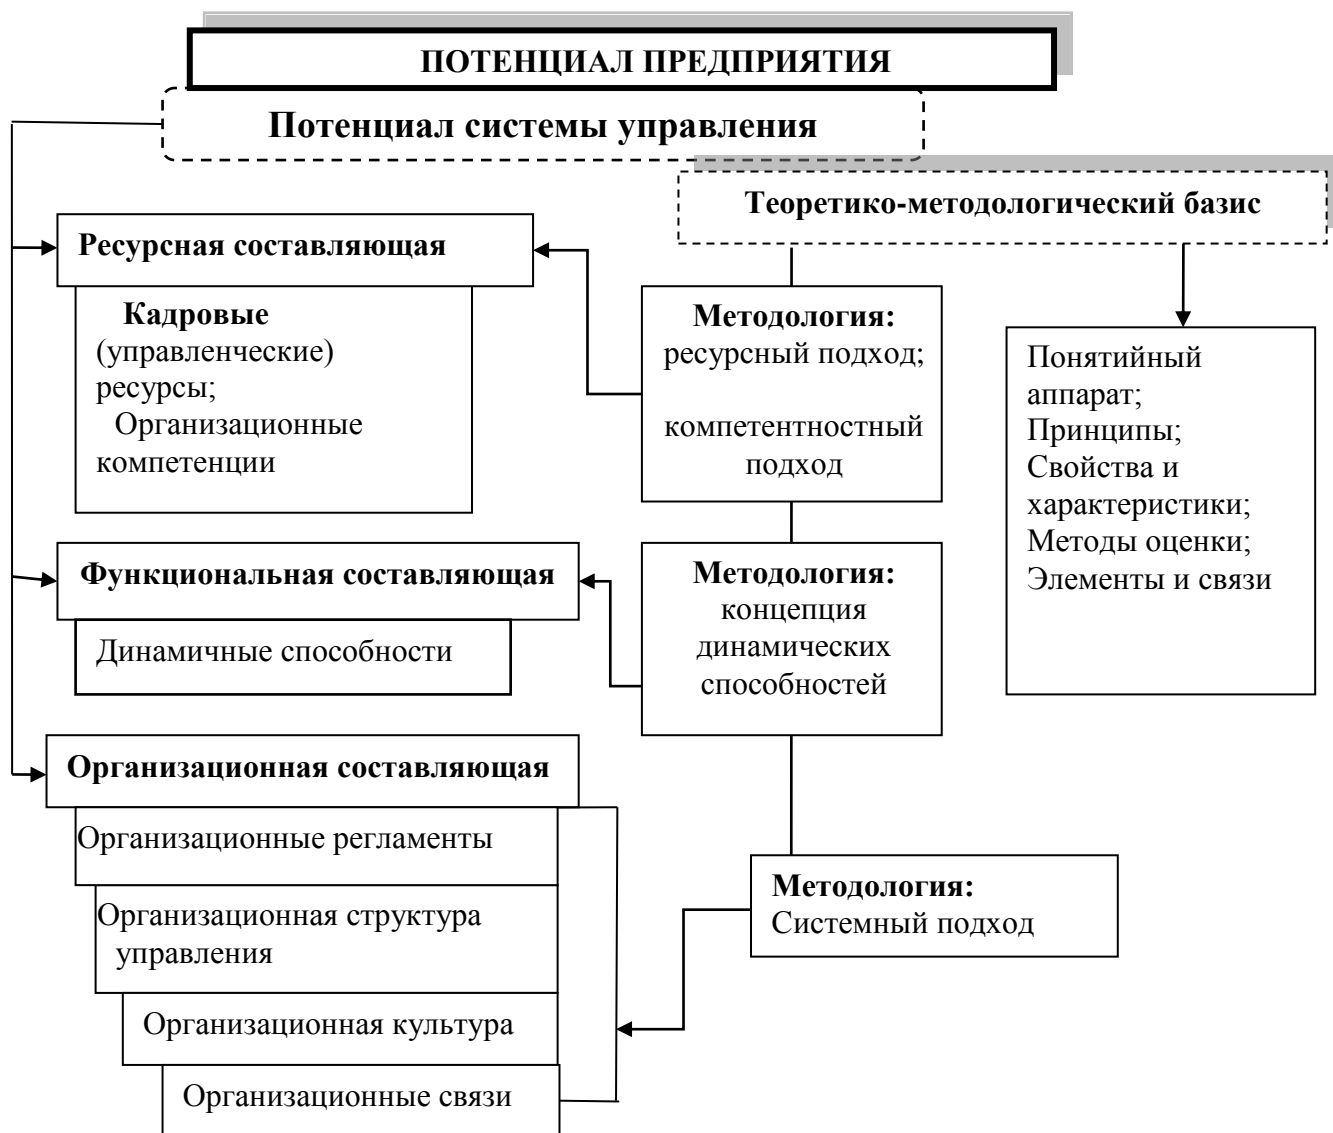 ПОТЕНЦИАЛ ПРЕДПРИЯТИЯ
Потенциал системы управления
Теоретико-методологический базис
Ресурсная составляющая
Кадровые
(управленческие)
ресурсы;
Организационные
компетенции
Методология:
ресурсный подход;
компетентностный
подход
Понятийный
аппарат;
Принципы;
Свойства и
характеристики;
Методы оценки;
Элементы и связи
Функциональная составляющая
Динамичные способности
Методология:
концепция
динамических
способностей
Организационная составляющая
Организационные регламенты
Организационная структура
управления
Организационная культура
Организационные связи
Методология:
Системный подход